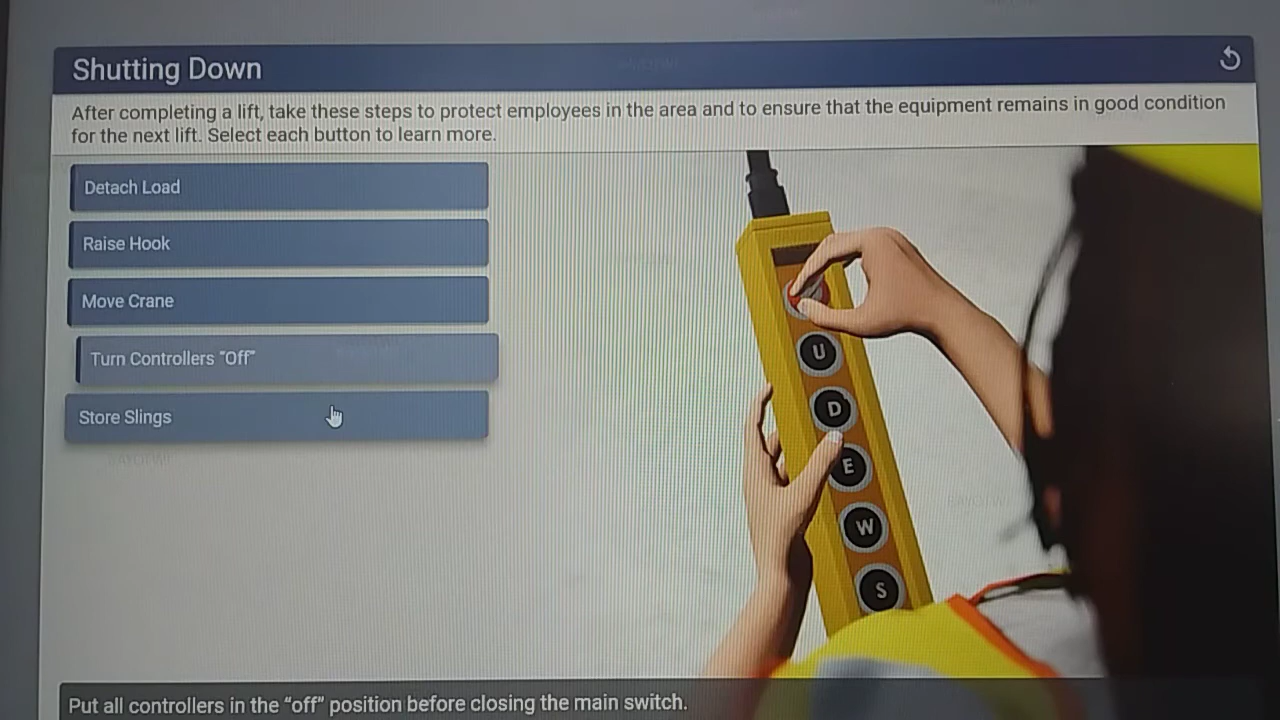 Shutting Down
After completing a lift, take these steps to protect employees in the area and to ensure that the equipment remains in good condition
for the next lift. Select each button to learn more.
Detach Load
Raise Hook
Move Crane
Turn Controllers "Off"
Store Slings
U
D
E
W
S
Put all controllers in the "off" position before closing the main switch.